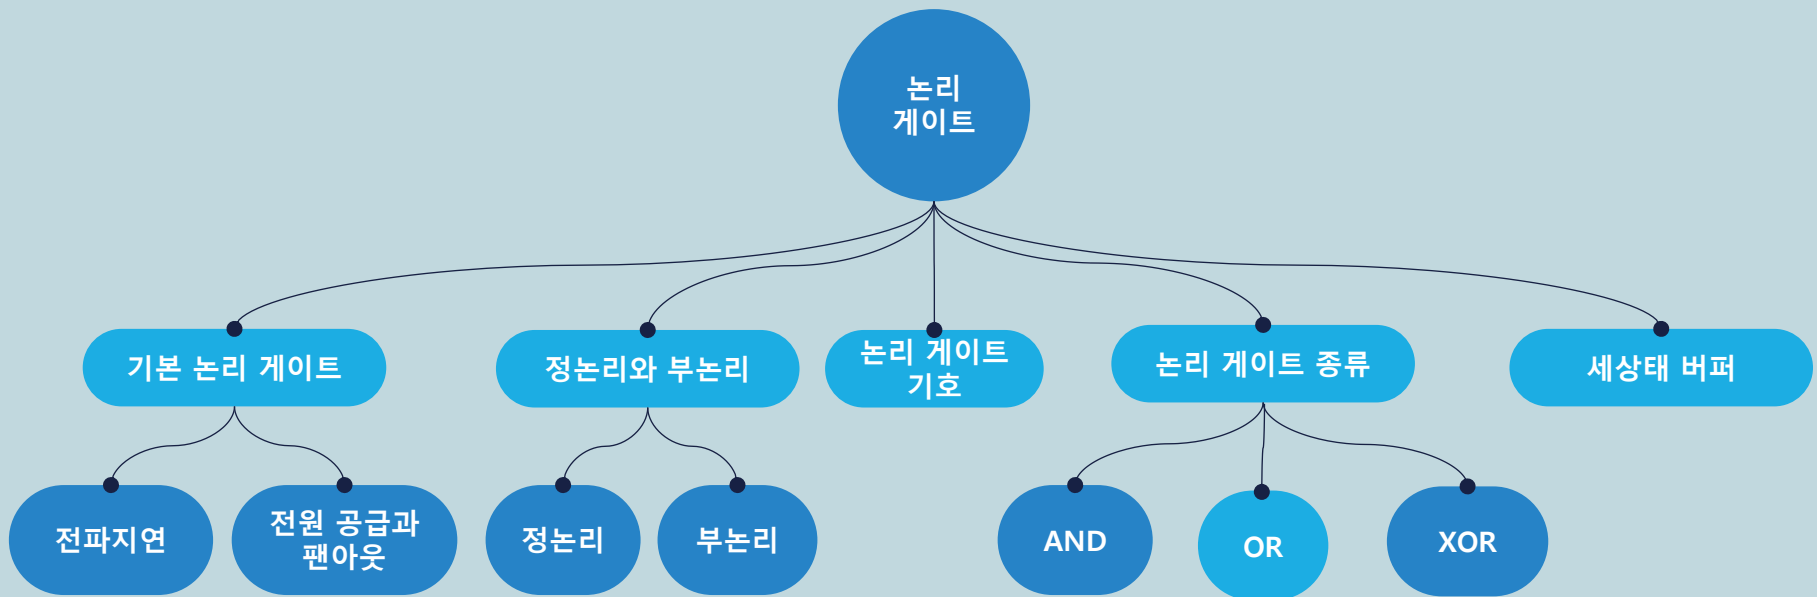 논리
게이트
기본 논리 게이트
정논리와 부논리
논리 게이트
기호
논리 게이트 종류
세상태 버퍼
전파지연
전원 공급과
팬아웃
정논리
부논리
AND
OR
XOR